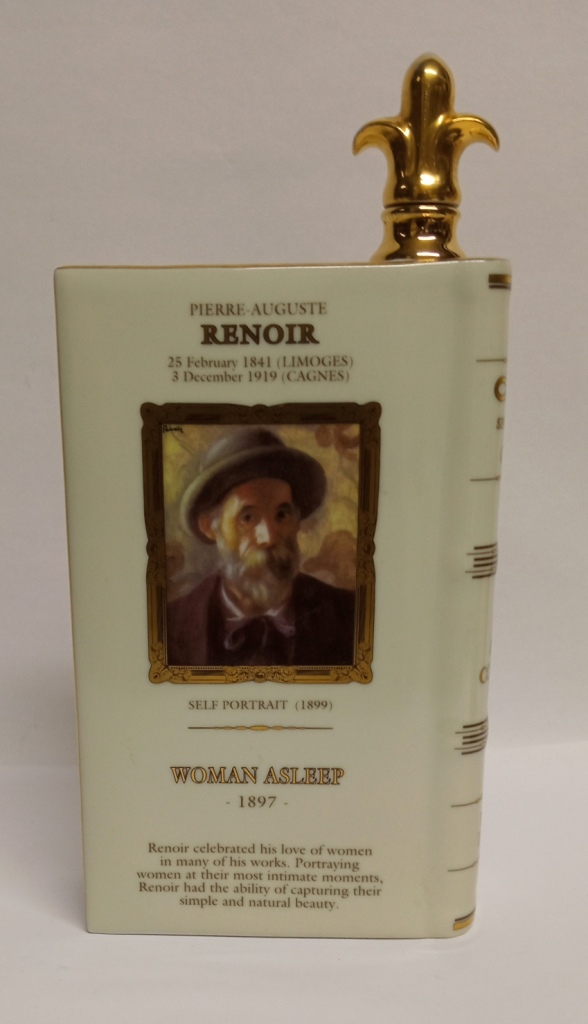 PIERRE-AUGUSTE
RENOIR
25 February 1841 (LIMOGES)
3 December 1919 (CAGNES)
SELF PORTRAIT (1899)
WOMAN ASLEEP
- 1897 -
Renoir celebrated his love of women
in many of his works. Portraying
women at their most intimate moments,
Renoir had the ability of capturing their
simple and natural beauty.